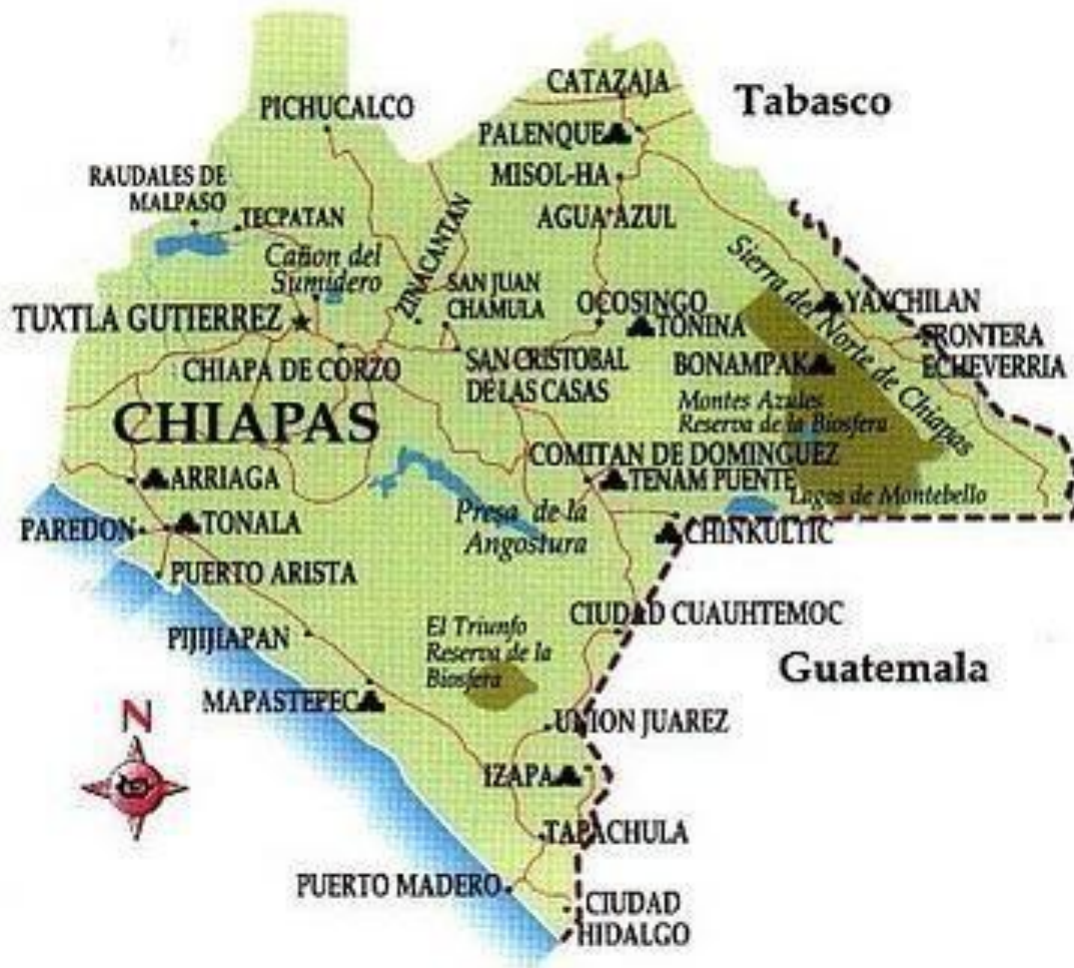 CATAZAJA
Tabasco
PICHUCALCO
PALENQUE
RAUDALES DE
MALPASO
MISOL-HA
TECPATAN
AGUA AZUL
Cañon del
Sumidero
ZINACANTAN
SAN JUAN
CHAMULA
OCOSINGO
Sierra del Norte de Chiapas
YAXCHILAN
TUXTLA GUTIERREZ
TONINA
FRONTERA
ECHEVERRIA
CHIAPA DE CORZO
SAN CRISTOBAL
DE LAS CASAS
BONAMPAK
Montes Azules
Reserva de la Biosfera
CHIAPAS
COMITAN DE DOMINGUEZ
ARRIAGA
TENAM PUENTE
Lagos de Montebello
PAREDON
TONALA
Presa de la
Angostura
CHINKULTIC
PUERTO ARISTA
PIJIJIAPAN
El Triunfo
Reserva de la
Biosfera
CIUDAD CUAUHTEMOC
Guatemala
MAPASTEPEC
UNION JUAREZ
N
IZAPA
TAPACHULA
PUERTO MADERO
CIUDAD
HIDALGO